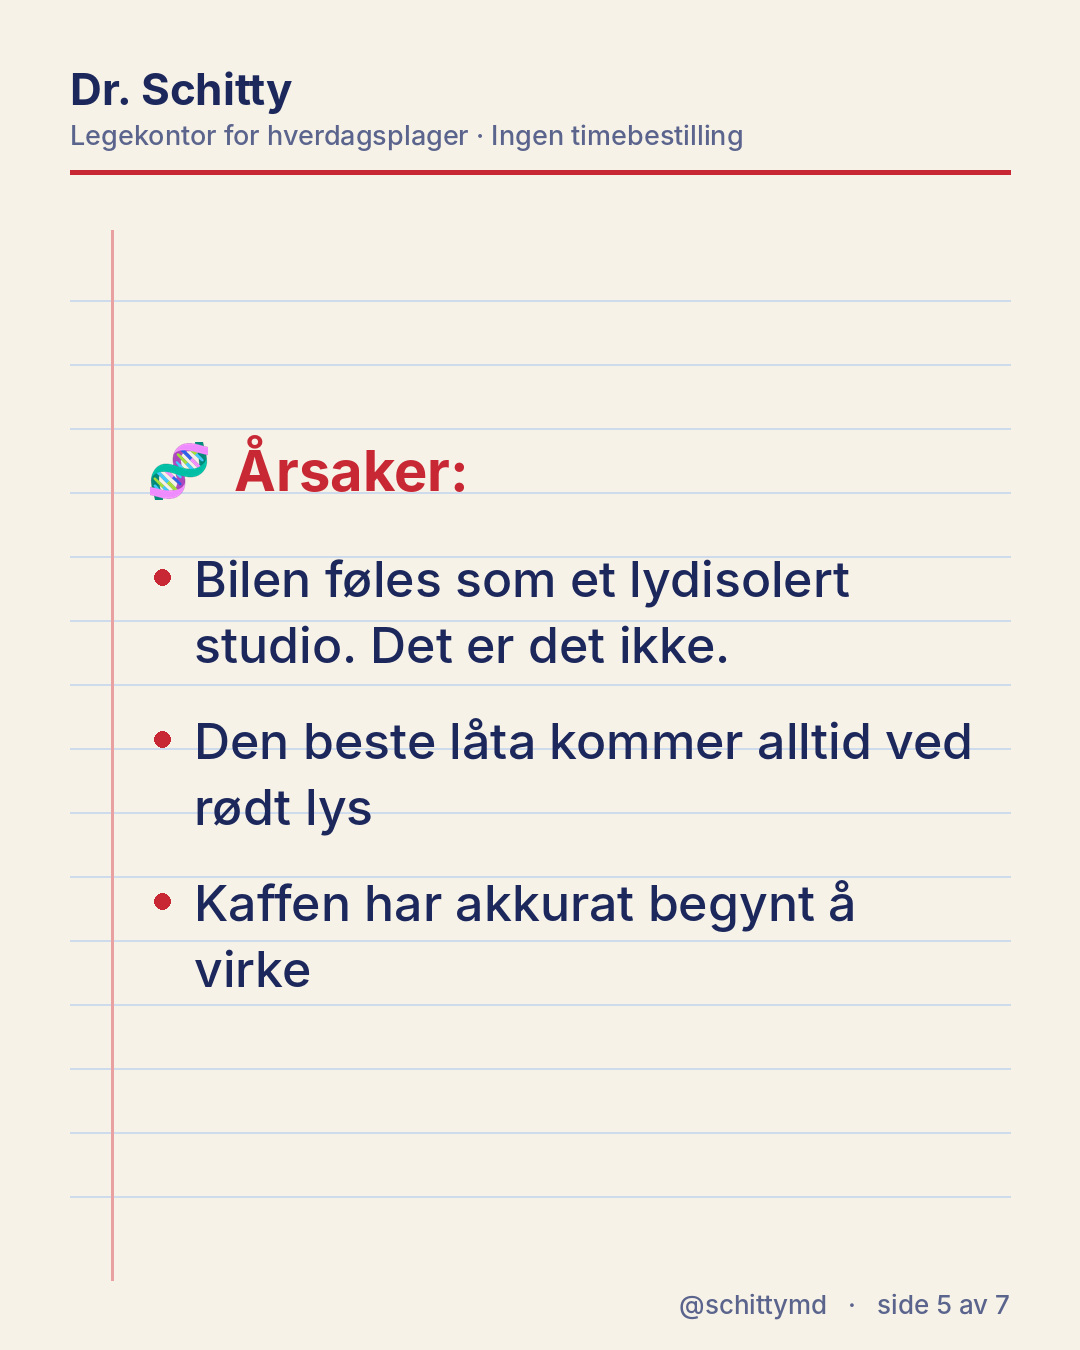 Dr. Schitty
Legekontor for hverdagsplager · Ingen timebestilling
🧬 Årsaker:
• Bilen føles som et lydisolert
studio. Det er det ikke.
• Den beste låta kommer alltid ved
rødt lys
• Kaffen har akkurat begynt å
virke
@schittymd · side 5 av 7